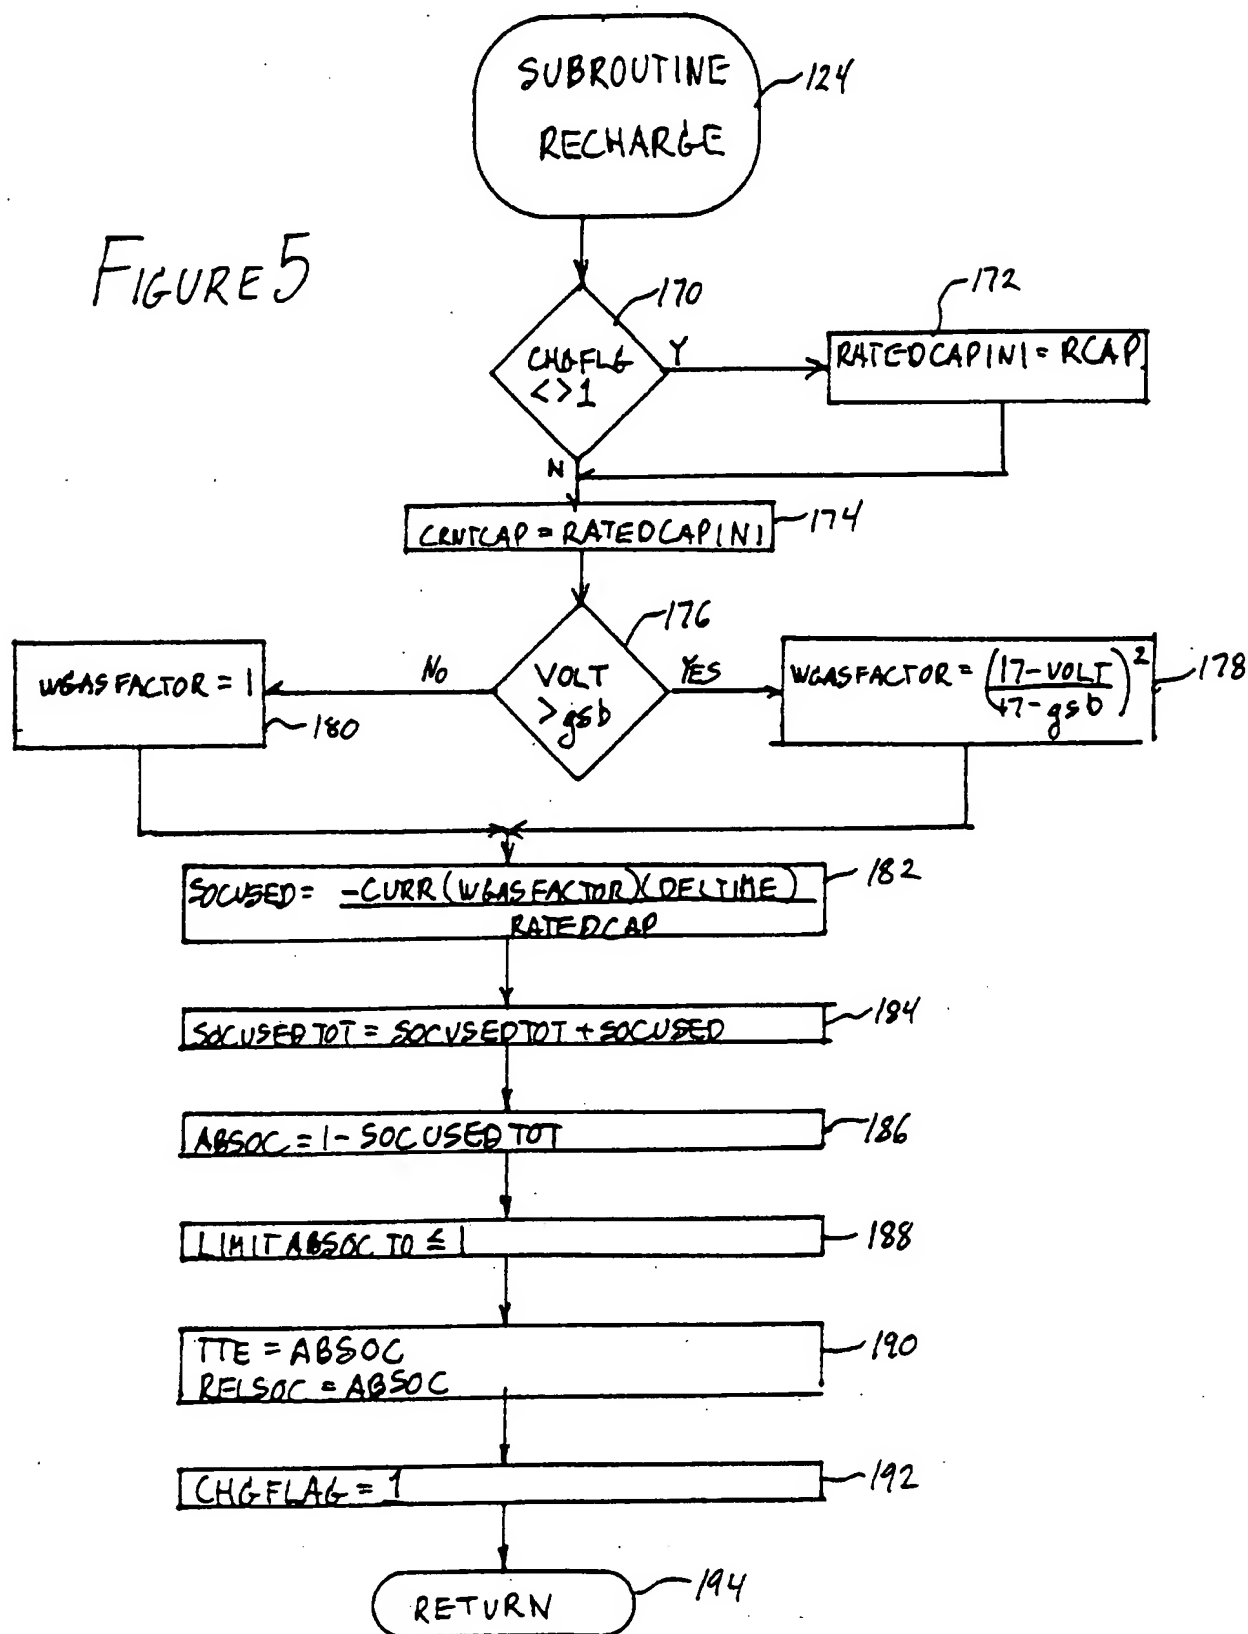 SUBROUTINE
RECHARGE
124
FIGURE 5
170
CHGFLG
<>1
Y
172
RATEDCAPINI = RCAP
N
CRNTCAP = RATEDCAPINI
174
176
VOLT
>gsb
No
YES
WGASFACTOR = 1
180
WGASFACTOR = (17-VOLT / 17-gsb)²
178
SOCUSED = -CURR(WGASFACTOR)(DELTIME) / RATEDCAP
182
SOCUSEDTOT = SOCUSEDTOT + SOCUSED
184
ABSOC = 1 - SOCUSEDTOT
186
LIMIT ABSOC TO ≤ 1
188
TTE = ABSOC
RELSOC = ABSOC
190
CHGFLAG = 1
192
RETURN
194